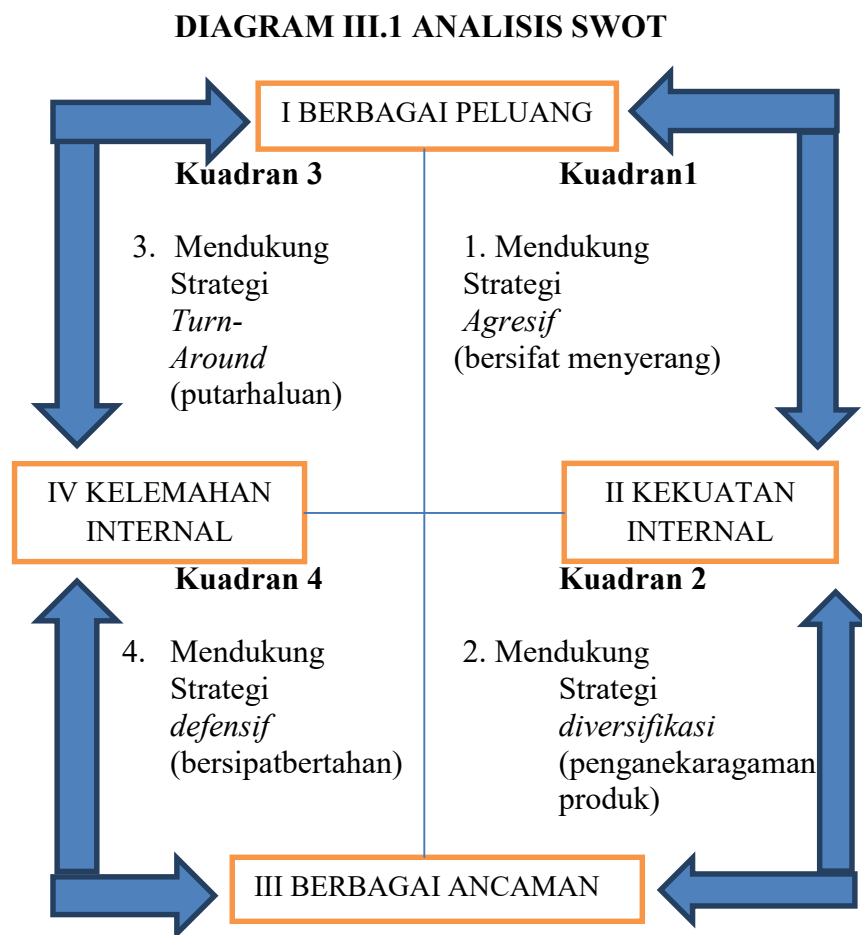 DIAGRAM III.1 ANALISIS SWOT
I BERBAGAI PELUANG
Kuadran 3
3. Mendukung
Strategi
Turn-
Around
(putarhaluan)
Kuadran1
1. Mendukung
Strategi
Agresif
(bersifat menyerang)
IV KELEMAHAN
INTERNAL
II KEKUATAN
INTERNAL
Kuadran 4
4. Mendukung
Strategi
defensif
(bersipatbertahan)
Kuadran 2
2. Mendukung
Strategi
diversifikasi
(penganekaragaman
produk)
III BERBAGAI ANCAMAN